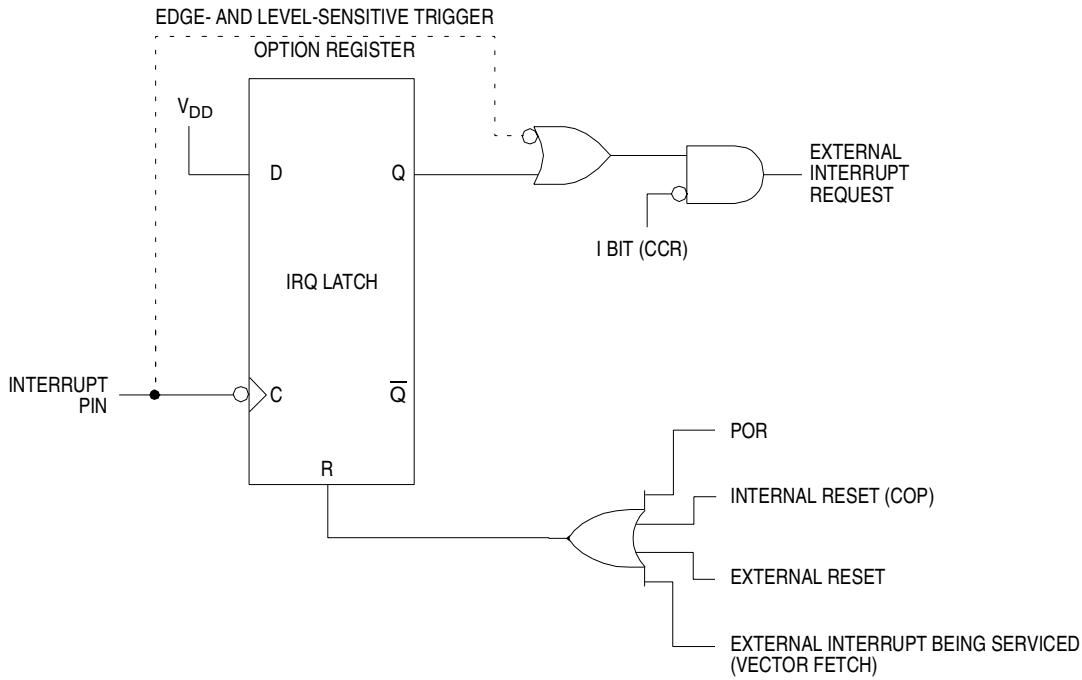 EDGE- AND LEVEL-SENSITIVE TRIGGER
OPTION REGISTER
VDD
D
Q
EXTERNAL
INTERRUPT
REQUEST
I BIT (CCR)
IRQ LATCH
INTERRUPT
PIN
C
Q̅
R
POR
INTERNAL RESET (COP)
EXTERNAL RESET
EXTERNAL INTERRUPT BEING SERVICED
(VECTOR FETCH)